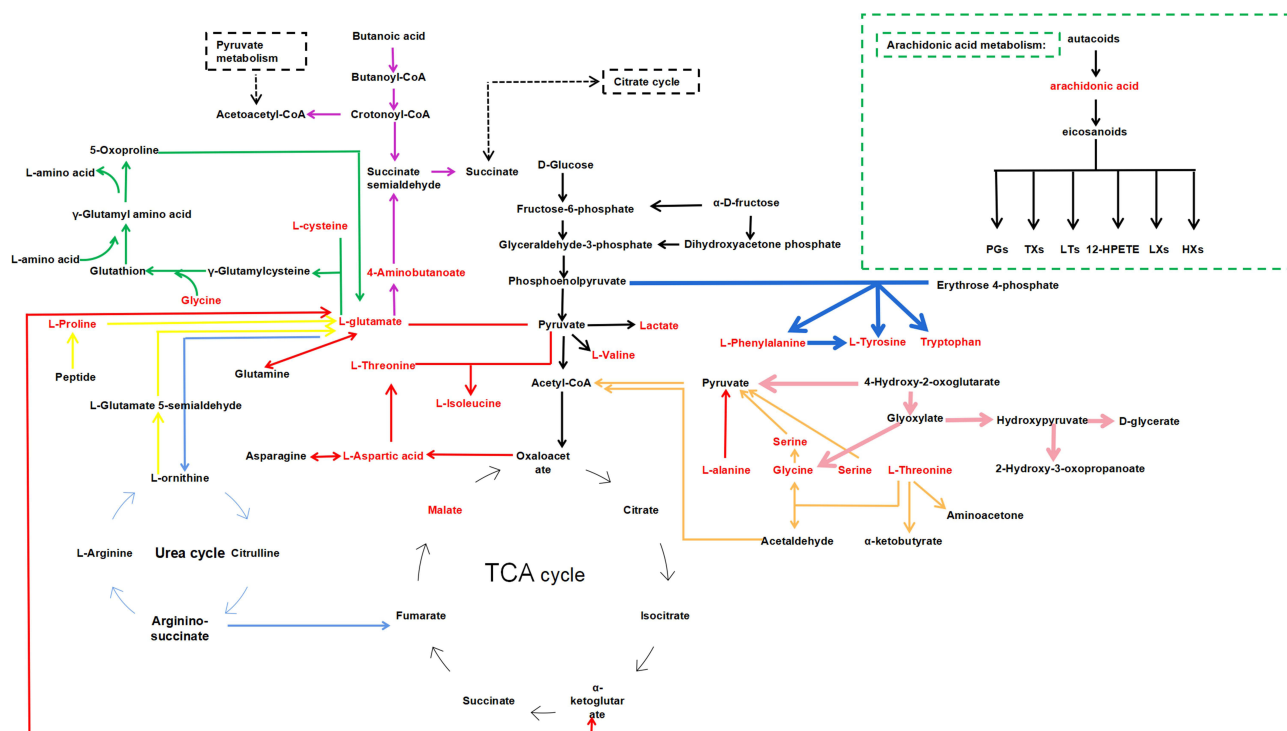 Butanoic acid
autacoids
Pyruvate
metabolism
Arachidonic acid metabolism:
Butanoyl-CoA
Citrate cycle
arachidonic acid
Acetoacetyl-CoA
Crotonoyl-CoA
eicosanoids
5-Oxoproline
L-amino acid
Succinate
semialdehyde
Succinate
D-Glucose
γ-Glutamyl amino acid
Fructose-6-phosphate
α-D-fructose
L-cysteine
Glyceraldehyde-3-phosphate
Dihydroxyacetone phosphate
PGs
TXs
LTs
12-HPETE
LXs
HXs
L-amino acid
Glutathion
γ-Glutamylcysteine
4-Aminobutanoate
Phosphoenolpyruvate
Erythrose 4-phosphate
Glycine
L-Proline
L-glutamate
Pyruvate
Lactate
L-Phenylalanine
L-Tyrosine
Tryptophan
L-Valine
Peptide
Glutamine
L-Threonine
Acetyl-CoA
Pyruvate
4-Hydroxy-2-oxoglutarate
L-Isoleucine
L-Glutamate 5-semialdehyde
Glyoxylate
Hydroxypyruvate
D-glycerate
Serine
Asparagine
L-Aspartic acid
Oxaloacet
ate
L-alanine
Glycine
Serine
L-Threonine
2-Hydroxy-3-oxopropanoate
L-ornithine
Malate
Citrate
Aminoacetone
Acetaldehyde
α-ketobutyrate
L-Arginine
Urea cycle
Citrulline
TCA cycle
Argininο-
succinate
Fumarate
Isocitrate
Succinate
α-
ketoglutar
ate